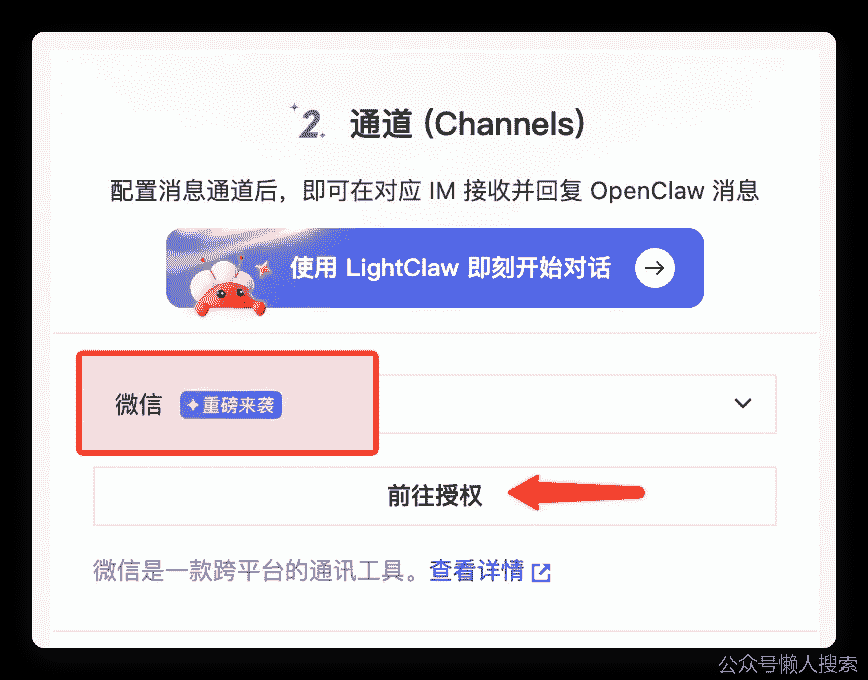 2. 通道 (Channels)
配置消息通道后，即可在对应 IM 接收并回复 OpenClaw 消息
使用 LightClaw 即刻开始对话
微信 重磅来袭
前往授权
微信是一款跨平台的通讯工具。查看详情
公众号懒人搜索